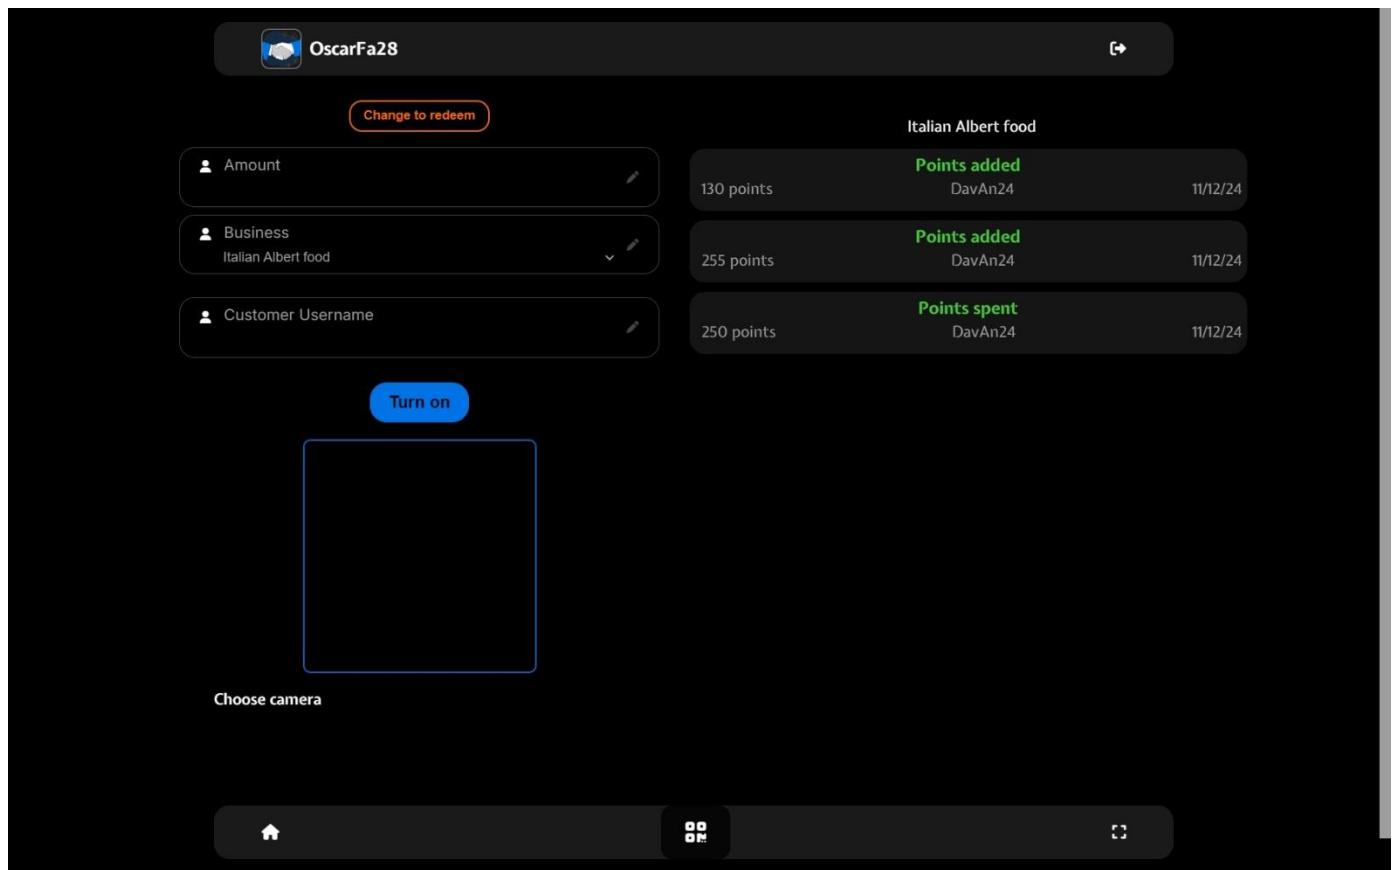 OscarFa28
Change to redeem
Amount
Business
Italian Albert food
Customer Username
Turn on
Choose camera
Italian Albert food
Points added
130 points DavAn24 11/12/24
Points added
255 points DavAn24 11/12/24
Points spent
250 points DavAn24 11/12/24